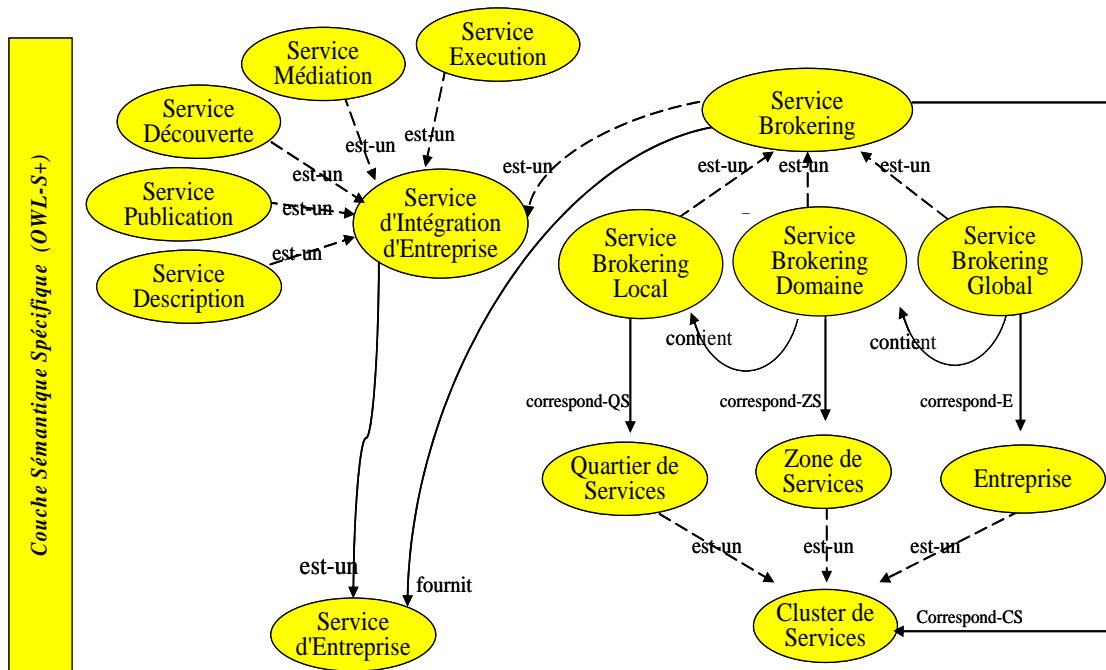 Couche Sémantique Spécifique (OWL-S+)
Service
Exécution
Service
Médiation
Service
Découverte
Service
Publication
Service
Description
est-un
est-un
est-un
est-un
est-un
est-un
Service
d'Intégration
d'Entreprise
Service
Brokering
est-un
est-un
est-un
Service
Brokering
Local
Service
Brokering
Domaine
Service
Brokering
Global
contient
contient
correspond-QS
correspond-ZS
correspond-E
Quartier de
Services
Zone de
Services
Entreprise
est-un
est-un
est-un
est-un
fournit
Service
d'Entreprise
Cluster de
Services
Correspond-CS